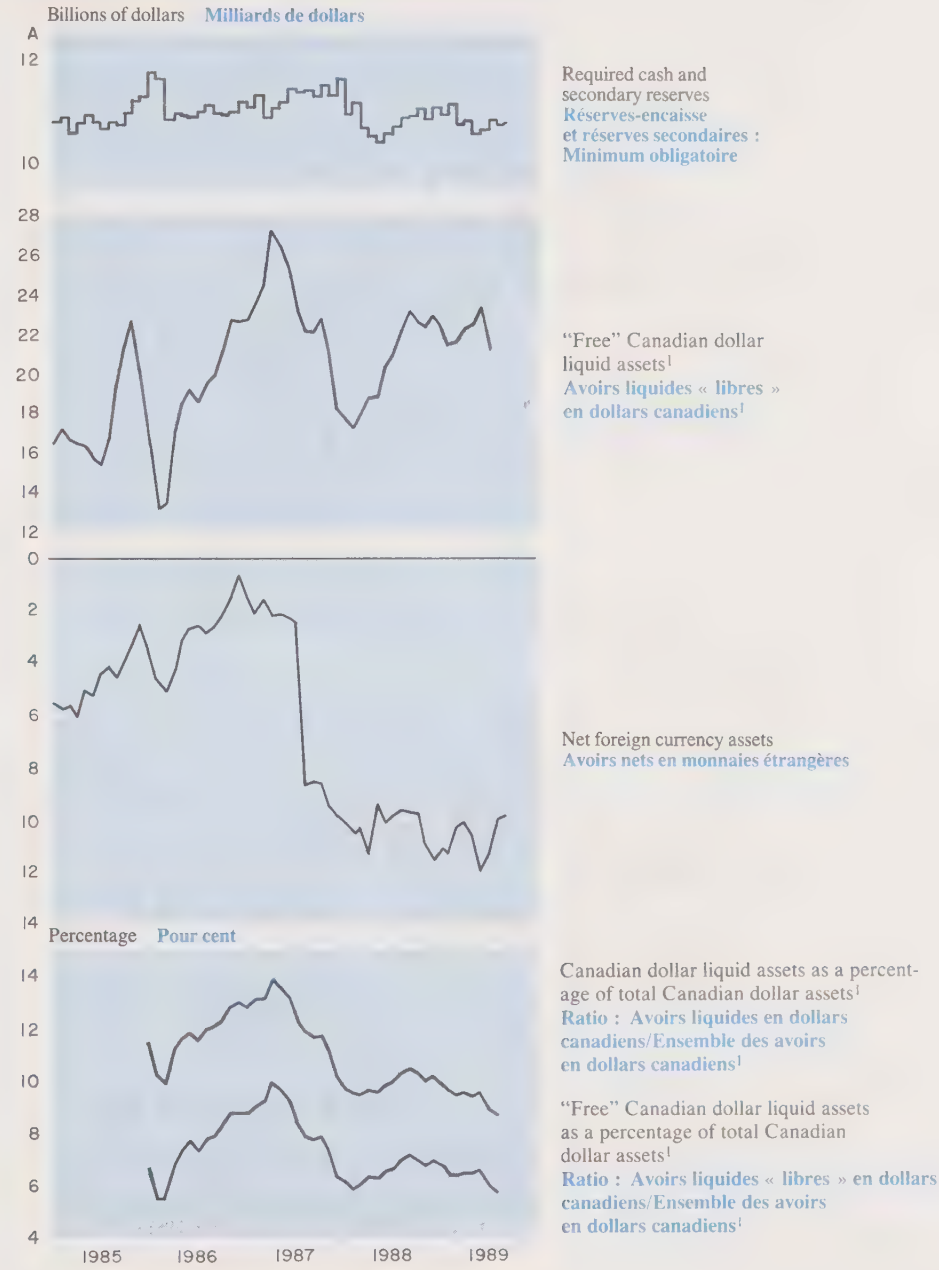 Billions of dollars Milliards de dollars
A
12
10
Required cash and
secondary reserves
Réserves-encaisse
et réserves secondaires :
Minimum obligatoire
28
26
24
22
20
18
16
14
12
"Free" Canadian dollar
liquid assets¹
Avoirs liquides « libres »
en dollars canadiens¹
0
2
4
6
8
10
12
14
Net foreign currency assets
Avoirs nets en monnaies étrangères
Percentage Pour cent
14
12
10
8
6
4
Canadian dollar liquid assets as a percent-
age of total Canadian dollar assets¹
Ratio : Avoirs liquides en dollars
canadiens/Ensemble des avoirs
en dollars canadiens¹
"Free" Canadian dollar liquid assets
as a percentage of total Canadian
dollar assets¹
Ratio : Avoirs liquides « libres » en dollars
canadiens/Ensemble des avoirs
en dollars canadiens¹
1985 1986 1987 1988 1989